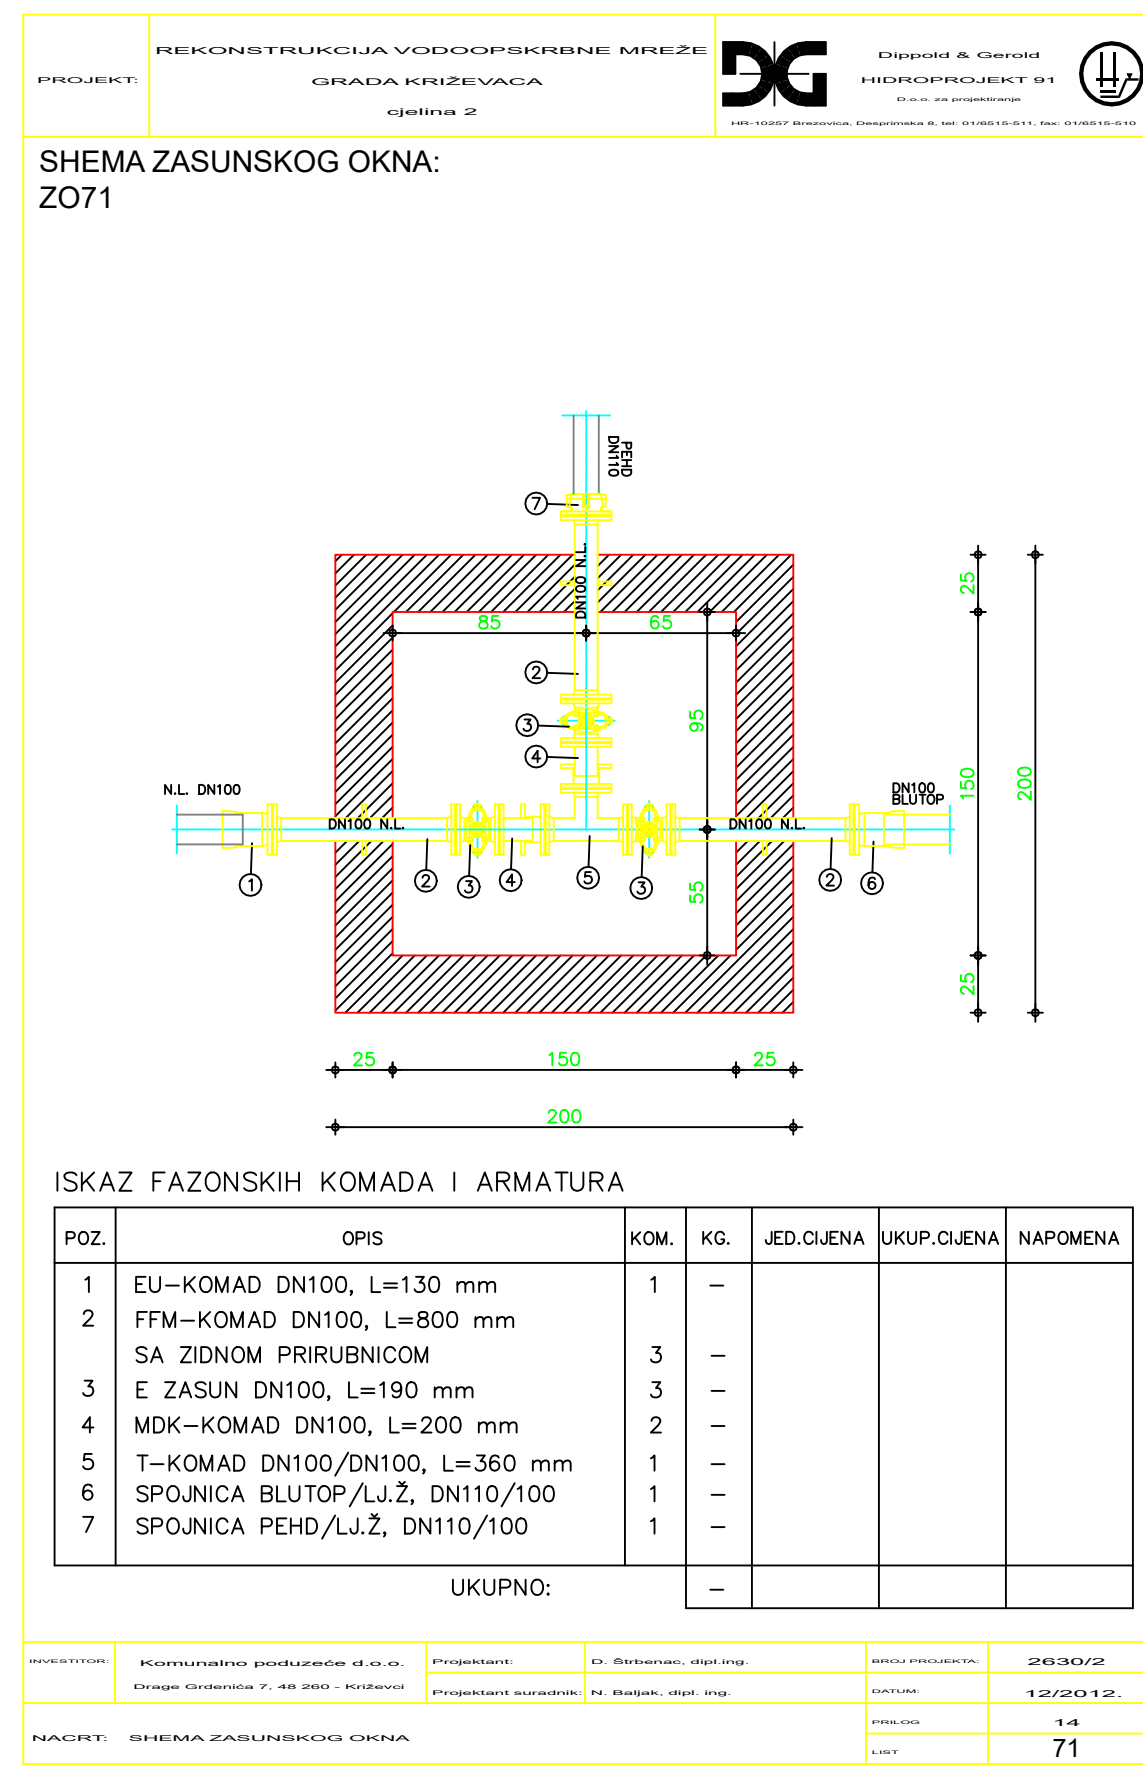 PROJEKT:
REKONSTRUKCIJA VODOOPSKRBNE MREŽE
GRADA KRIŽEVACA
cjelina 2
DG
Dippold & Gerold
HIDROPROJEKT 91
D.o.o. za projektiranje
HR-10257 Brezovica, Desprimska 8, tel: 01/6515-511, fax: 01/6515-510
SHEMA ZASUNSKOG OKNA:
ZO71
PEHD
DN110
7
DN100 N.L.
25
85
65
2
3
95
4
150
200
N.L. DN100
DN100
BLUTOP
DN100 N.L.
DN100 N.L.
1
2
3
4
5
3
2
6
55
25
25
150
25
200
ISKAZ FAZONSKIH KOMADA I ARMATURA
POZ. OPIS KOM. KG. JED.CIJENA UKUP.CIJENA NAPOMENA
1 EU-KOMAD DN100, L=130 mm 1 –
2 FFM-KOMAD DN100, L=800 mm
SA ZIDNOM PRIRUBNICOM 3 –
3 E ZASUN DN100, L=190 mm 3 –
4 MDK-KOMAD DN100, L=200 mm 2 –
5 T-KOMAD DN100/DN100, L=360 mm 1 –
6 SPOJNICA BLUTOP/LJ.Ž, DN110/100 1 –
7 SPOJNICA PEHD/LJ.Ž, DN110/100 1 –
UKUPNO: –
INVESTITOR:
Komunalno poduzeće d.o.o.
Drage Grdenića 7, 48 260 - Križevci
Projektant: D. Štrbenac, dipl.ing.
Projektant suradnik: N. Baljak, dipl. ing.
BROJ PROJEKTA: 2630/2
DATUM: 12/2012.
NACRT: SHEMA ZASUNSKOG OKNA
PRILOG 14
LIST 71